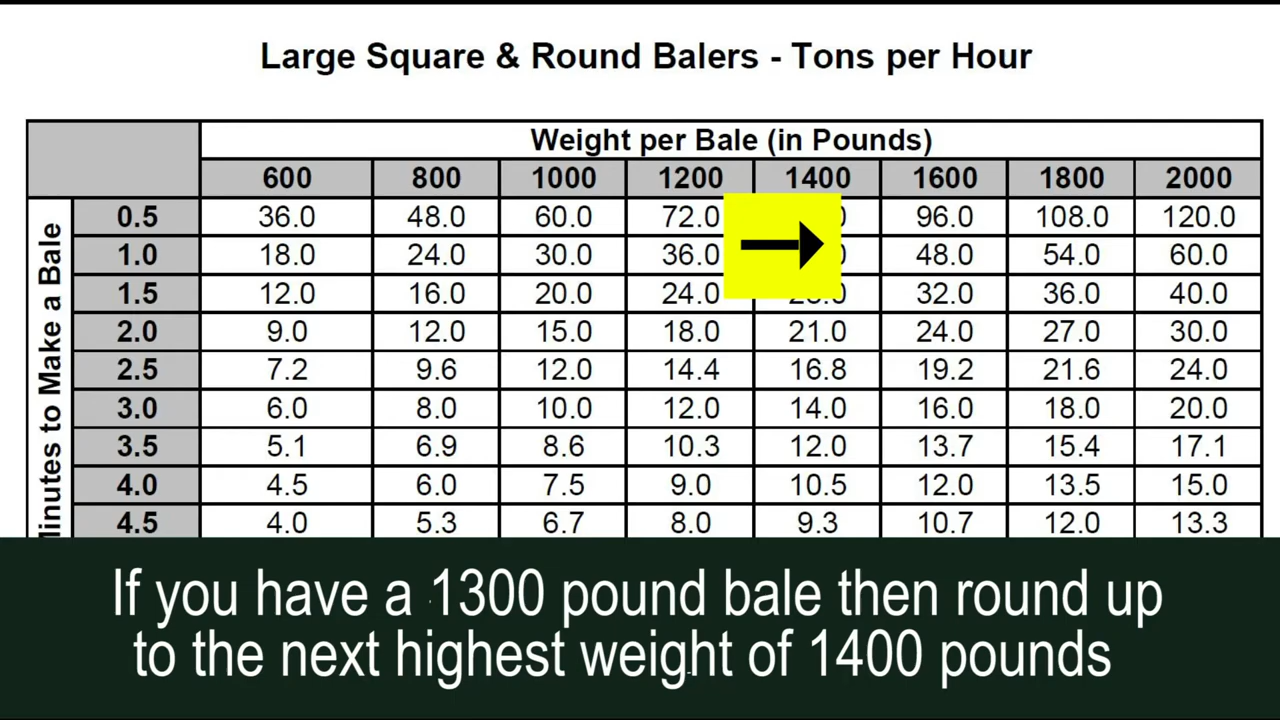 Large Square & Round Balers - Tons per Hour
Weight per Bale (in Pounds)
600 800 1000 1200 1400 1600 1800 2000
Minutes to Make a Bale
0.5 36.0 48.0 60.0 72.0 96.0 108.0 120.0
1.0 18.0 24.0 30.0 36.0 48.0 54.0 60.0
1.5 12.0 16.0 20.0 24.0 32.0 36.0 40.0
2.0 9.0 12.0 15.0 18.0 21.0 24.0 27.0 30.0
2.5 7.2 9.6 12.0 14.4 16.8 19.2 21.6 24.0
3.0 6.0 8.0 10.0 12.0 14.0 16.0 18.0 20.0
3.5 5.1 6.9 8.6 10.3 12.0 13.7 15.4 17.1
4.0 4.5 6.0 7.5 9.0 10.5 12.0 13.5 15.0
4.5 4.0 5.3 6.7 8.0 9.3 10.7 12.0 13.3
If you have a 1300 pound bale then round up
to the next highest weight of 1400 pounds